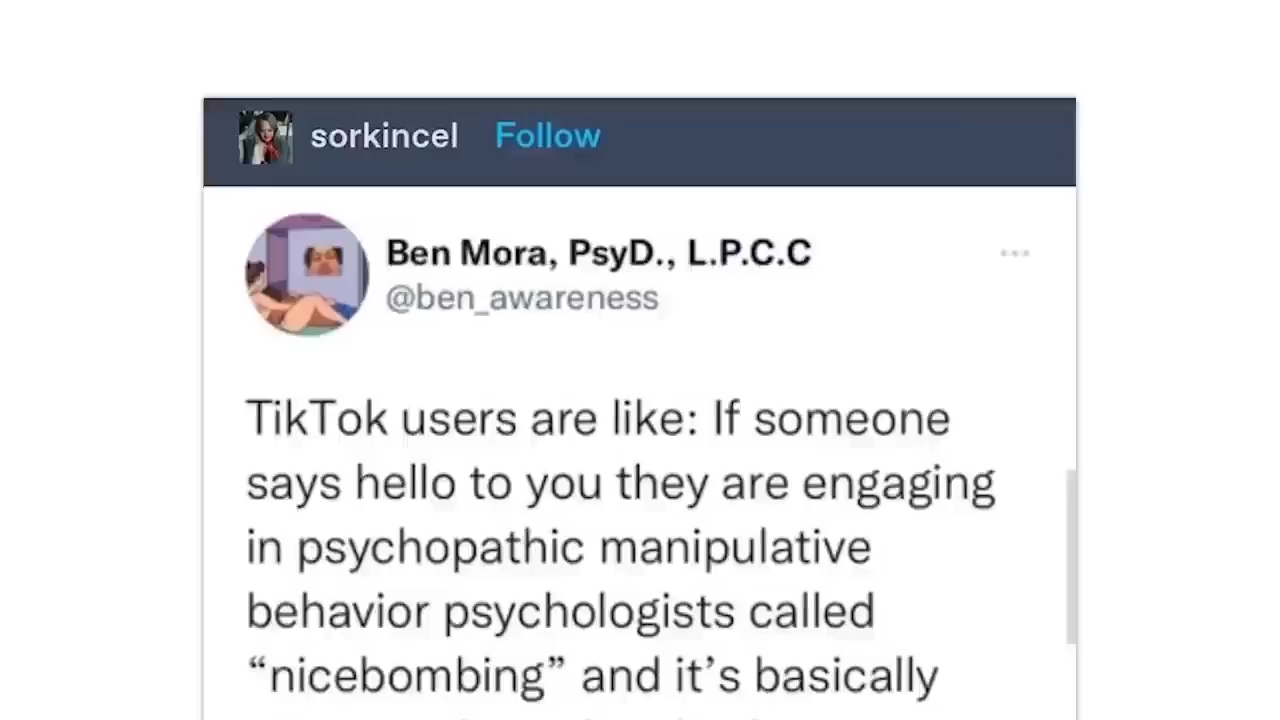 sorkincel Follow
Ben Mora, PsyD., L.P.C.C
@ben_awareness
TikTok users are like: If someone
says hello to you they are engaging
in psychopathic manipulative
behavior psychologists called
“nicebombing” and it’s basically